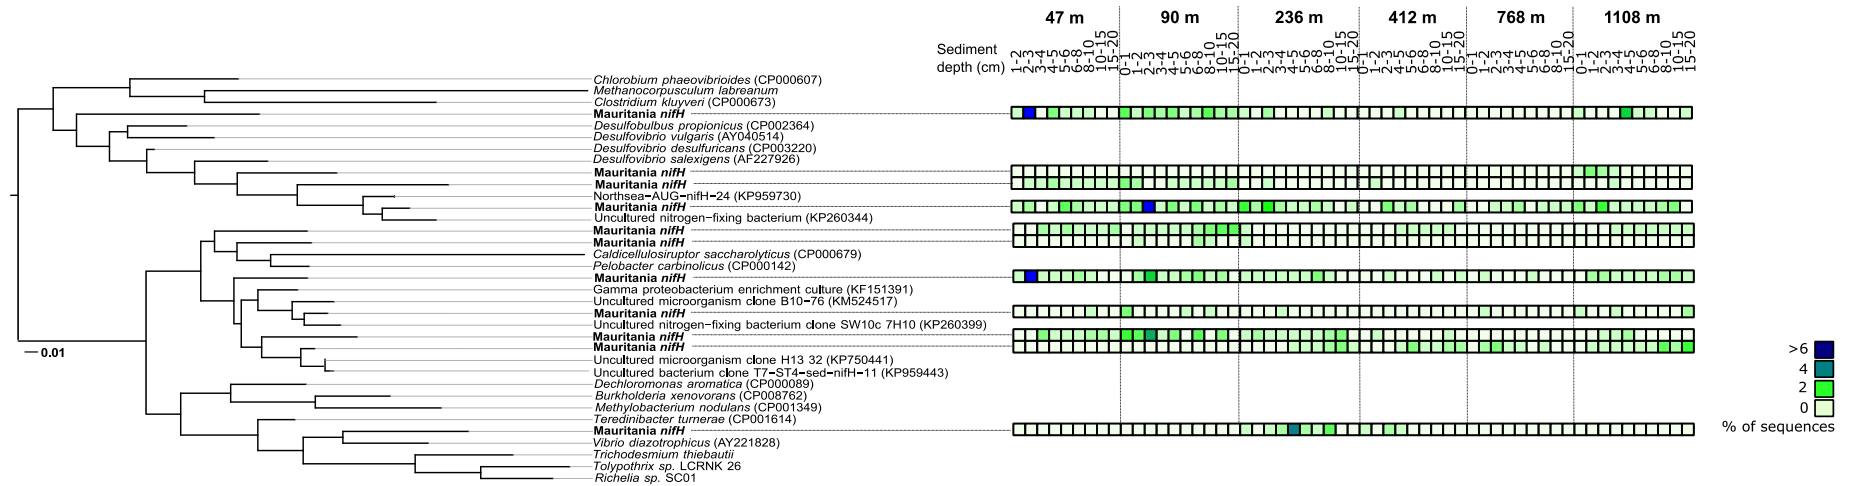 47 m 90 m 236 m 412 m 768 m 1108 m
Sediment
depth (cm)
1-2 2-3 3-4 4-5 5-6 6-8 8-10 10-15 15-20 0-1 1-2 2-3 3-4 4-5 5-6 6-8 8-10 10-15 15-20 0-1 1-2 2-3 3-4 4-5 5-6 6-8 8-10 10-15 15-20 0-1 1-2 2-3 5-6 6-8 8-10 10-15 15-20 0-1 1-2 4-5 5-6 6-8 8-10 10-15 15-20 0-1 1-2 2-3 3-4 4-5 5-6 6-8 8-10 10-15 15-20
Chlorobium phaeovibrioides (CP000607)
Methanocorpusculum labreanum
Clostridium kluyveri (CP000673)
Mauritania nifH
Desulfobulbus propionicus (CP002364)
Desulfovibrio vulgaris (AY040514)
Desulfovibrio desulfuricans (CP003220)
Desulfovibrio salexigens (AF227926)
Mauritania nifH
Mauritania nifH
Northsea−AUG−nifH−24 (KP959730)
Mauritania nifH
Uncultured nitrogen−fixing bacterium (KP260344)
Mauritania nifH
Mauritania nifH
Caldicellulosiruptor saccharolyticus (CP000679)
Pelobacter carbinolicus (CP000142)
Mauritania nifH
Gamma proteobacterium enrichment culture (KF151391)
Uncultured microorganism clone B10−76 (KM524517)
Mauritania nifH
Uncultured nitrogen−fixing bacterium clone SW10c 7H10 (KP260399)
Mauritania nifH
Mauritania nifH
Uncultured microorganism clone H13 32 (KP750441)
Uncultured bacterium clone T7−ST4−sed−nifH−11 (KP959443)
Dechloromonas aromatica (CP000089)
Burkholderia xenovorans (CP008762)
Methylobacterium nodulans (CP001349)
Teredinibacter turnerae (CP001614)
Mauritania nifH
Vibrio diazotrophicus (AY221828)
Trichodesmium thiebautii
Tolypothrix sp. LCRNK 26
Richelia sp. SC01
0.01
>6
4
2
0
% of sequences